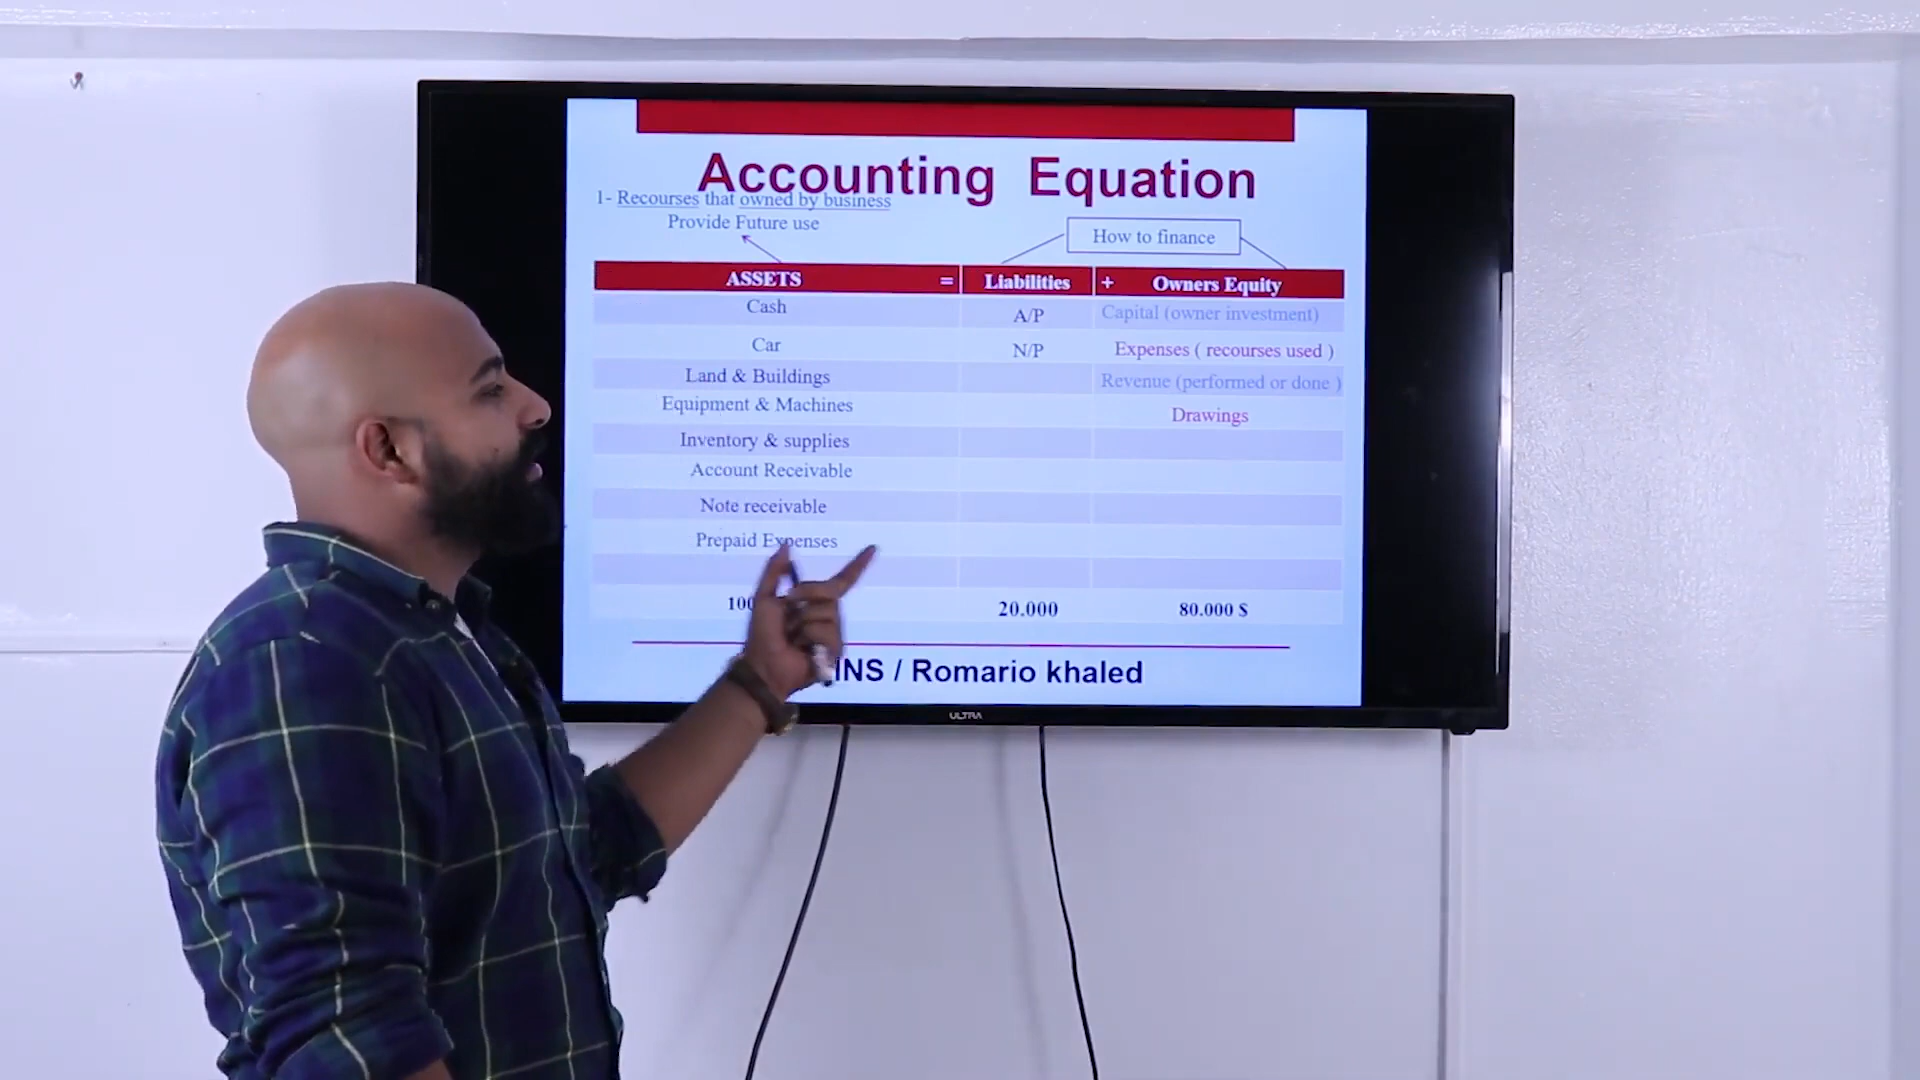 Accounting Equation
1- Recourses that owned by business
Provide Future use
How to finance
ASSETS = Liabilities + Owners Equity
Cash A/P Capital (owner investment)
Car N/P Expenses ( recourses used )
Land & Buildings Revenue (performed or done )
Equipment & Machines Drawings
Inventory & supplies
Account Receivable
Note receivable
Prepaid Expenses
20.000 80.000 $
INS / Romario khaled
ULTRA